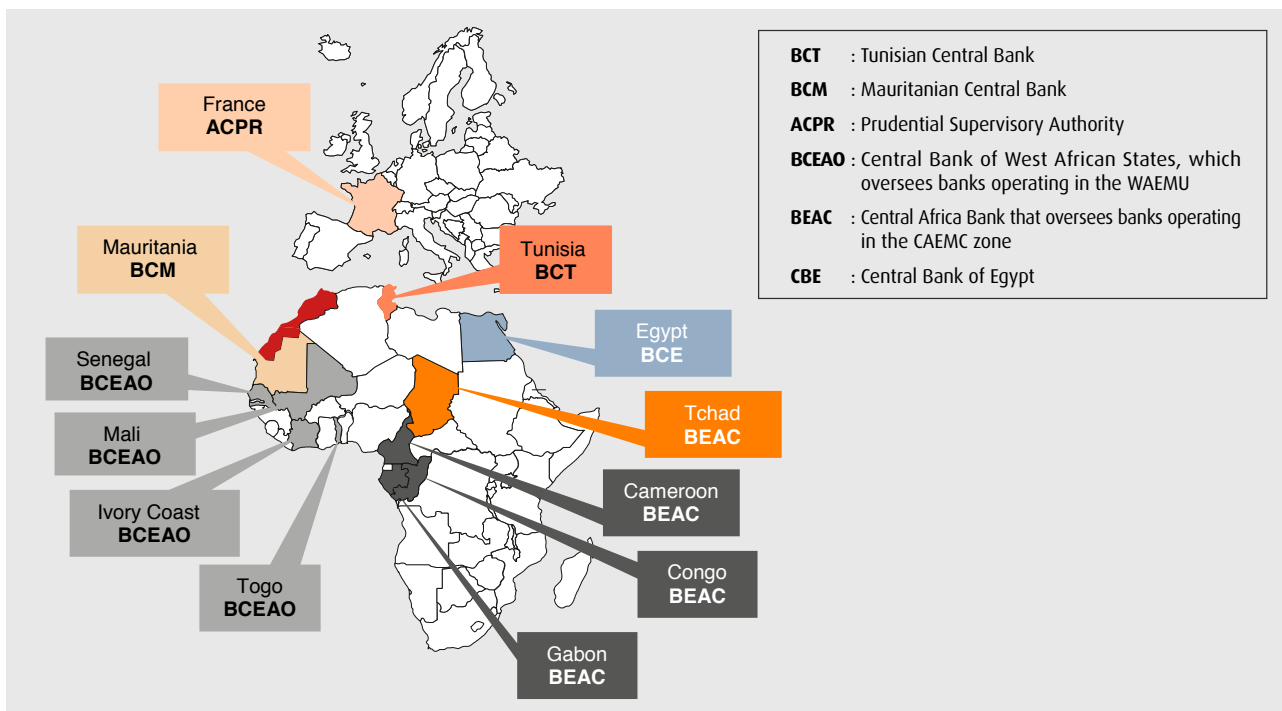 France
ACPR
Mauritania
BCM
Tunisia
BCT
Senegal
BCEAO
Egypt
BCE
Mali
BCEAO
Tchad
BEAC
Ivory Coast
BCEAO
Cameroon
BEAC
Togo
BCEAO
Congo
BEAC
Gabon
BEAC
BCT : Tunisian Central Bank
BCM : Mauritanian Central Bank
ACPR : Prudential Supervisory Authority
BCEAO : Central Bank of West African States, which
oversees banks operating in the WAEMU
BEAC : Central Africa Bank that oversees banks operating
in the CAEMC zone
CBE : Central Bank of Egypt